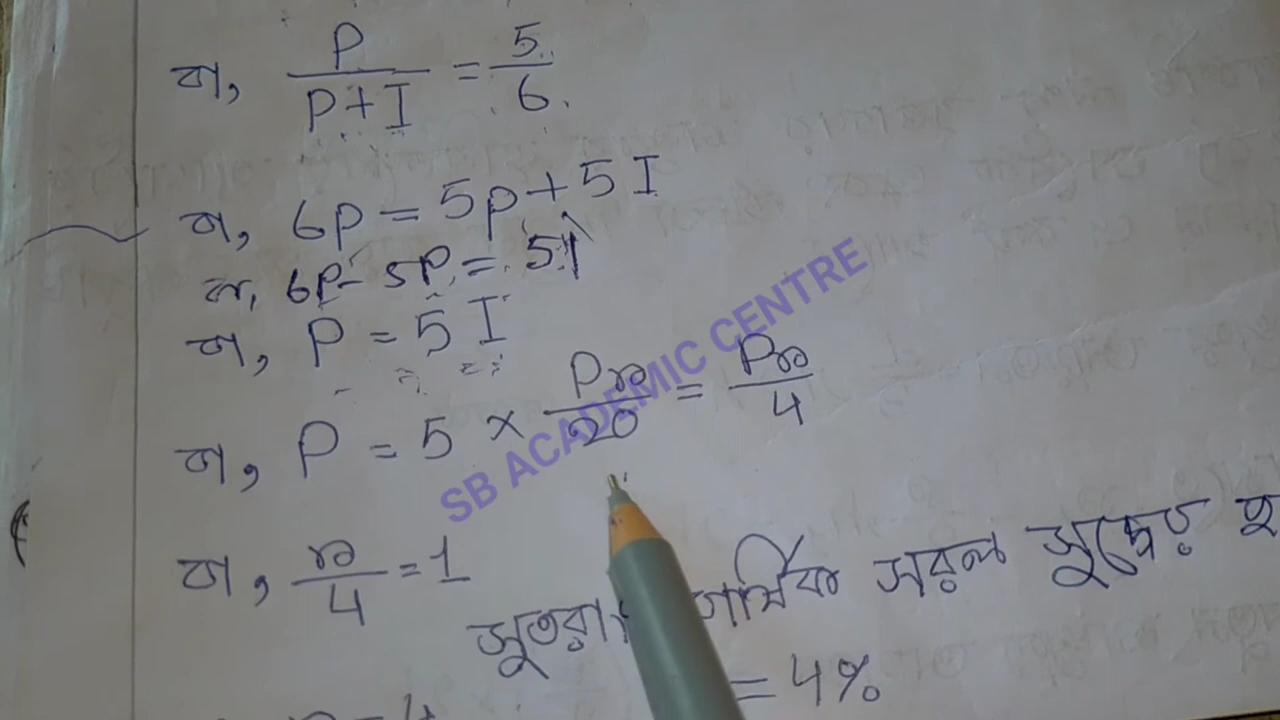 বা, P/(P+I) = 5/6
বা, 6P = 5P + 5I
বা, 6P - 5P = 5I
বা, P = 5I
বা, P = 5 × Pr/20 = Pr/4
বা, r/4 = 1
সুতরাং বার্ষিক সরল সুদের হ
= 4%
SB ACADEMIC CENTRE